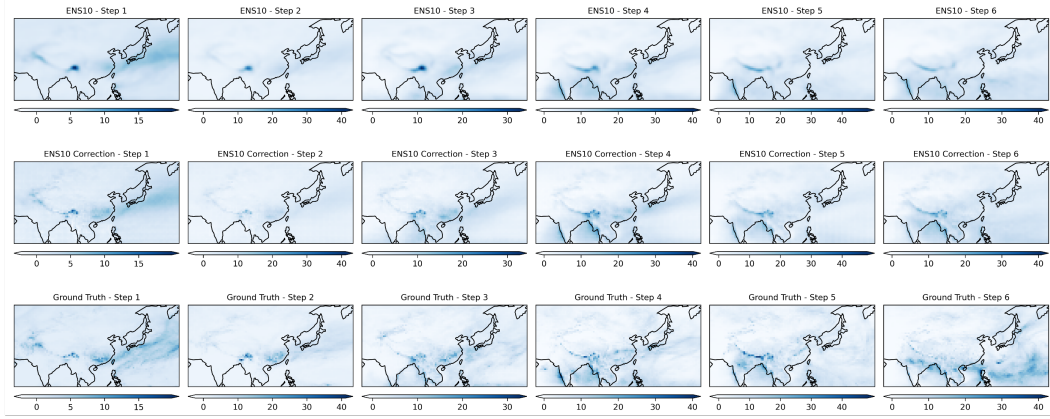 ENS10 - Step 1 ENS10 - Step 2 ENS10 - Step 3 ENS10 - Step 4 ENS10 - Step 5 ENS10 - Step 6
0 5 10 15 0 10 20 30 40 0 10 20 30 0 10 20 30 40 0 20 40 0 10 20 30 40
ENS10 Correction - Step 1 ENS10 Correction - Step 2 ENS10 Correction - Step 3 ENS10 Correction - Step 4 ENS10 Correction - Step 5 ENS10 Correction - Step 6
0 5 10 15 0 10 20 30 40 0 10 20 30 0 10 20 30 40 0 20 40 0 10 20 30 40
Ground Truth - Step 1 Ground Truth - Step 2 Ground Truth - Step 3 Ground Truth - Step 4 Ground Truth - Step 5 Ground Truth - Step 6
0 5 10 15 0 10 20 30 40 0 10 20 30 0 10 20 30 40 0 20 40 0 10 20 30 40